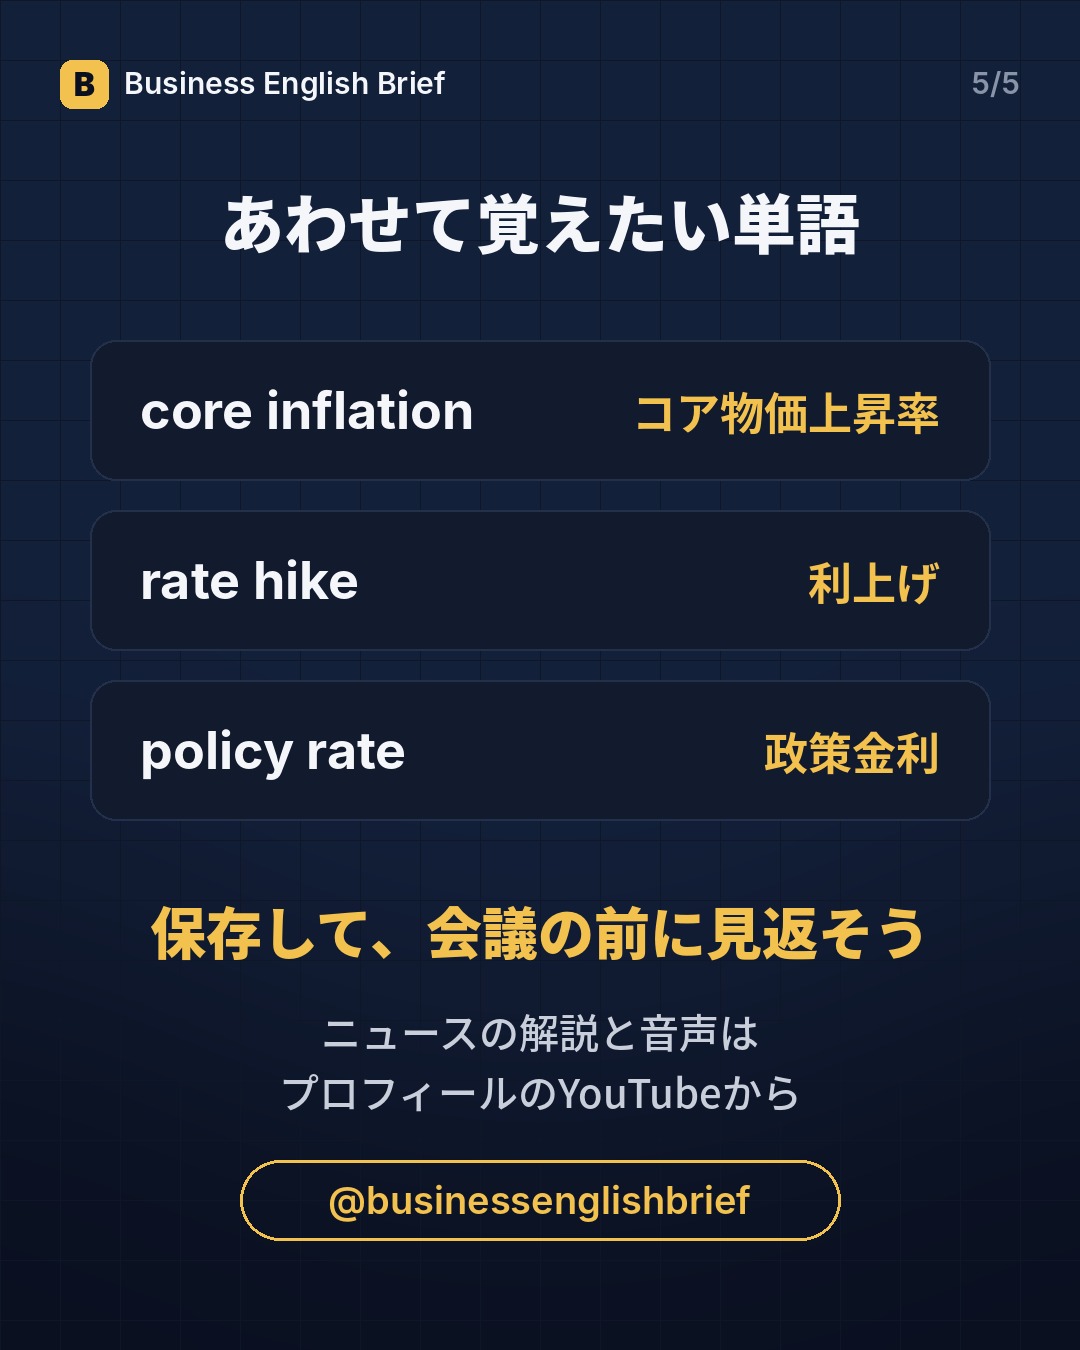 B Business English Brief 5/5
あわせて覚えたい単語
core inflation コア物価上昇率
rate hike 利上げ
policy rate 政策金利
保存して、会議の前に見返そう
ニュースの解説と音声は
プロフィールのYouTubeから
@businessenglishbrief